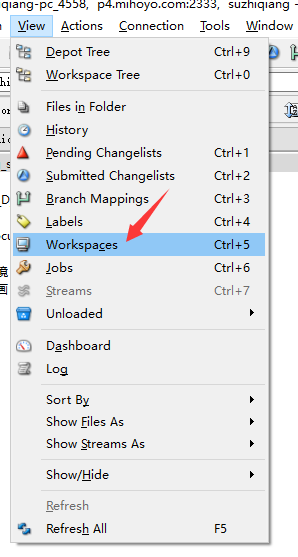 qiang-pc_4558, p4.mihoyo.com:2333, suzhiqiang -
View Actions Connection Tools Window
Depot Tree Ctrl+9
Workspace Tree Ctrl+0
Files in Folder
History
Pending Changelists Ctrl+1
Submitted Changelists Ctrl+2
Branch Mappings Ctrl+3
Labels Ctrl+4
Workspaces Ctrl+5
Jobs Ctrl+6
Streams Ctrl+7
Unloaded
Dashboard
Log
Sort By
Show Files As
Show Streams As
Show/Hide
Refresh
Refresh All F5